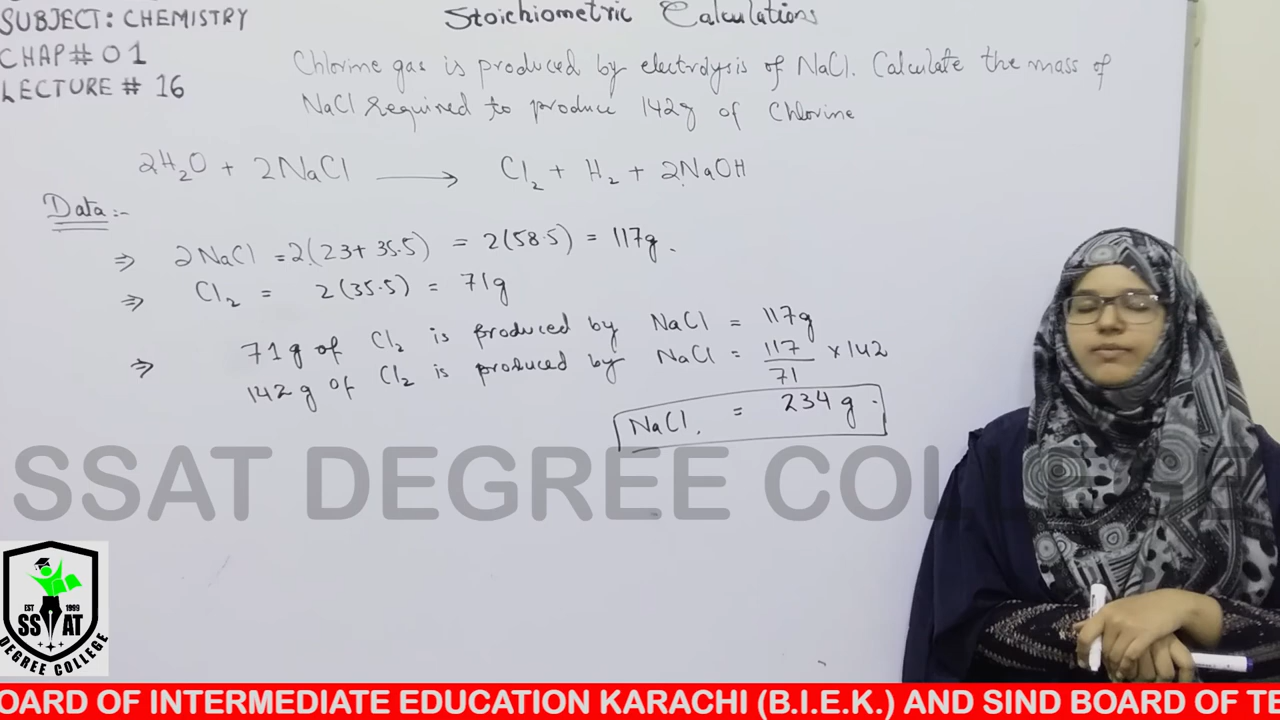 SUBJECT: CHEMISTRY
CHAP# 01
LECTURE # 16
Stoichiometric Calculations
Chlorine gas is produced by electrolysis of NaCl. Calculate the mass of
NaCl required to produce 142g of Chlorine
2H₂O + 2NaCl ⟶ Cl₂ + H₂ + 2NaOH
Data:-
⇒ 2NaCl = 2(23+35.5) = 2(58.5) = 117g.
⇒ Cl₂ = 2(35.5) = 71g
⇒ 71g of Cl₂ is produced by NaCl = 117g
142g of Cl₂ is produced by NaCl = 117/71 × 142
NaCl. = 234g.
SSAT DEGREE COLLEGE
EST 1999
SSAT
DEGREE COLLEGE
OARD OF INTERMEDIATE EDUCATION KARACHI (B.I.E.K.) AND SIND BOARD OF TE